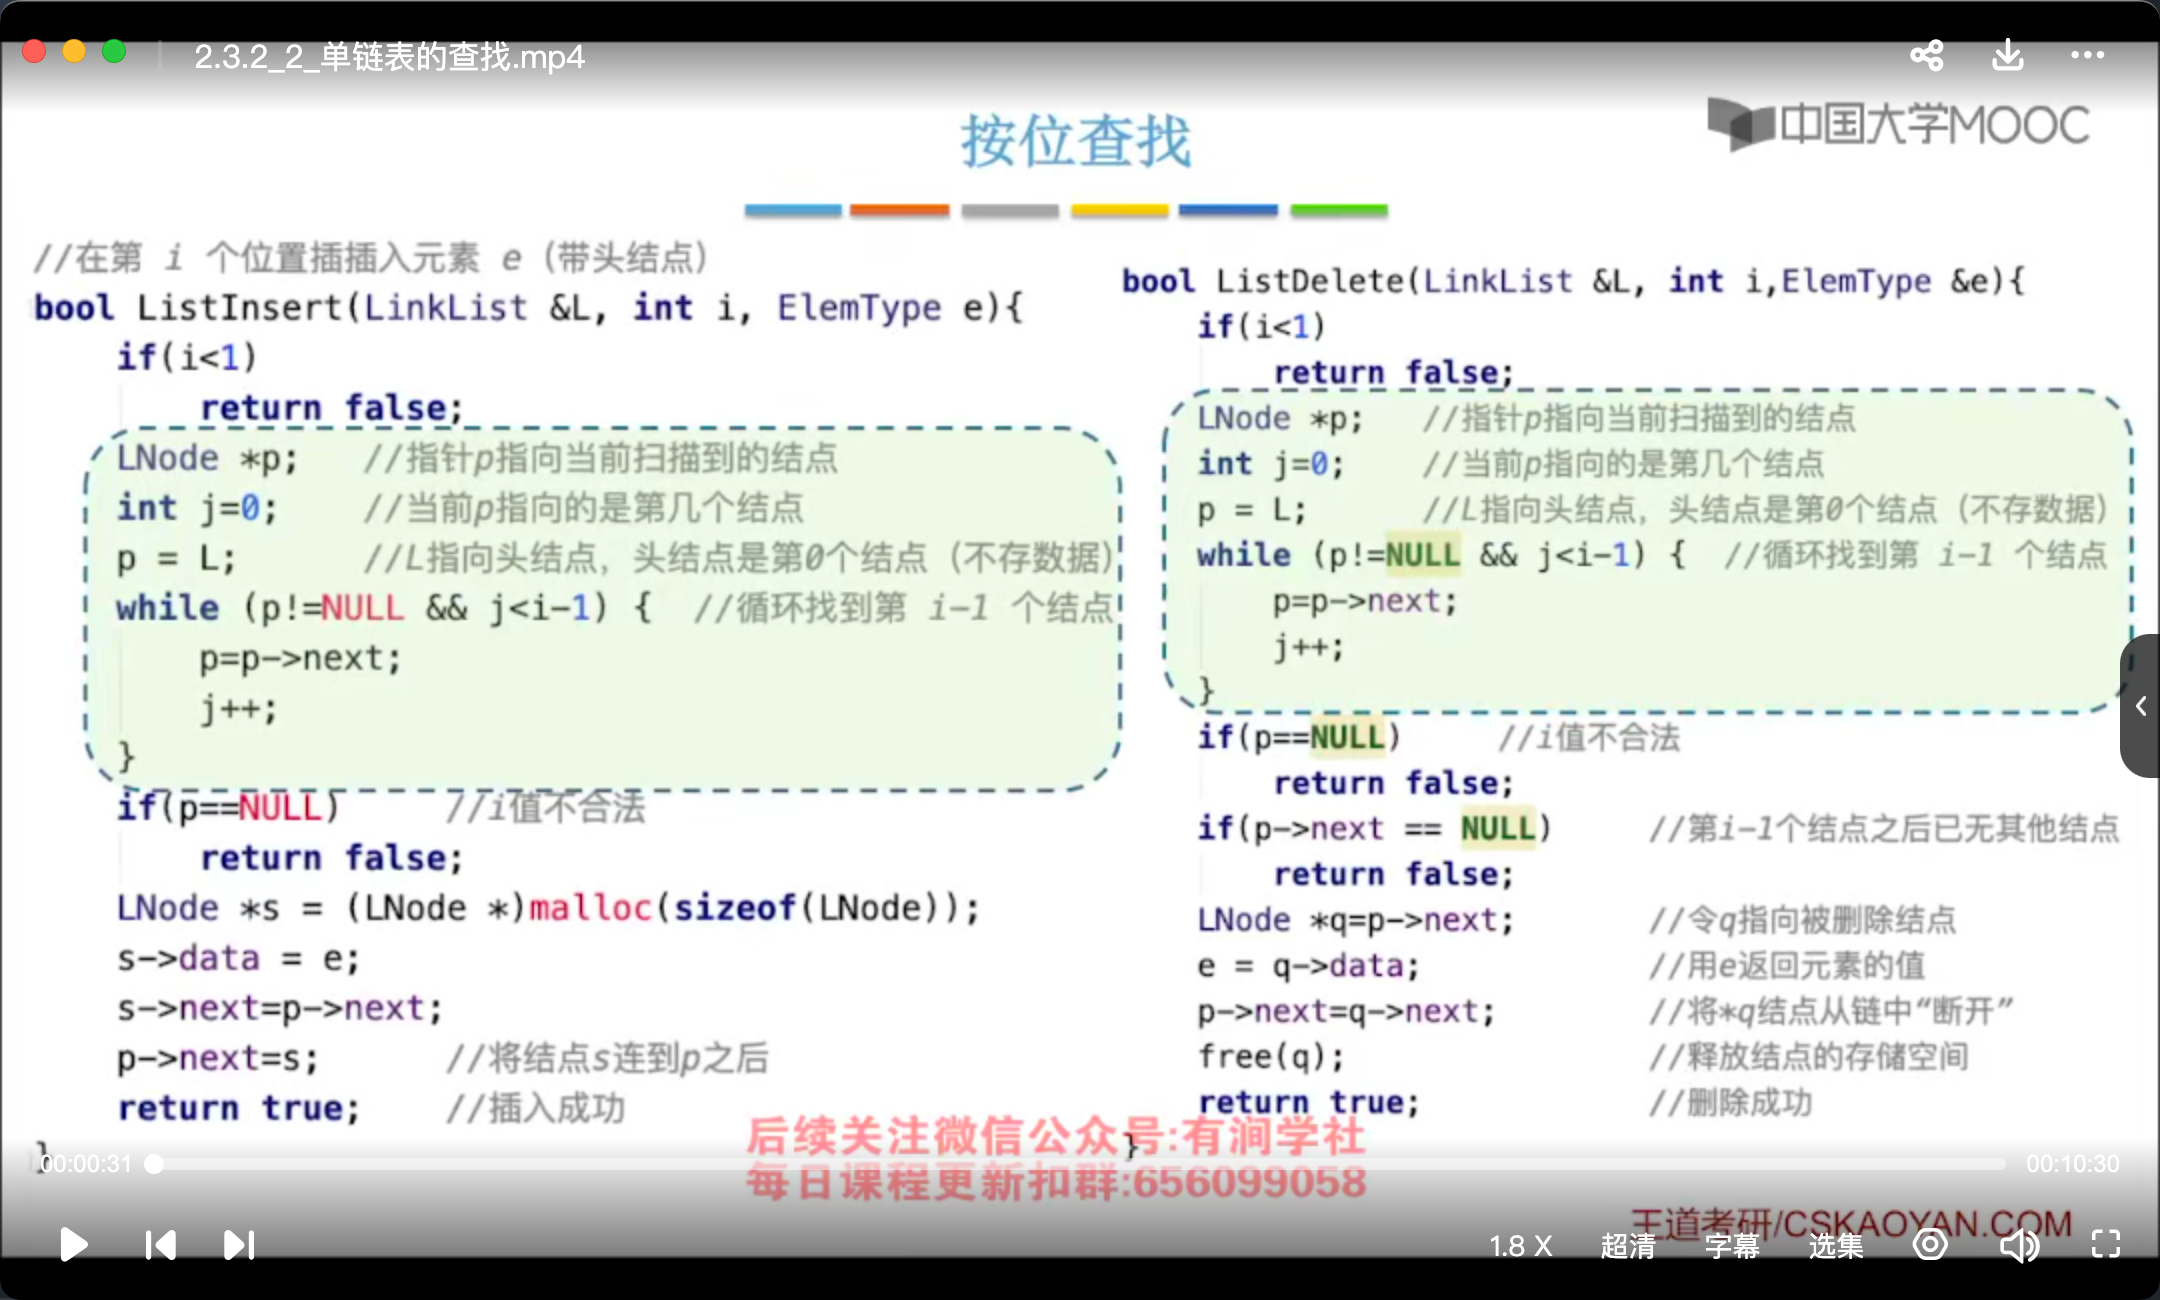 2.3.2_2_单链表的查找.mp4
中国大学MOOC
按位查找
//在第 i 个位置插插入元素 e（带头结点）
bool ListInsert(LinkList &L, int i, ElemType e){
if(i<1)
return false;
LNode *p; //指针p指向当前扫描到的结点
int j=0; //当前p指向的是第几个结点
p = L; //L指向头结点，头结点是第0个结点（不存数据）
while (p!=NULL && j<i-1) { //循环找到第 i-1 个结点
p=p->next;
j++;
}
if(p==NULL) //i值不合法
return false;
LNode *s = (LNode *)malloc(sizeof(LNode));
s->data = e;
s->next=p->next;
p->next=s; //将结点s连到p之后
return true; //插入成功
}
bool ListDelete(LinkList &L, int i,ElemType &e){
if(i<1)
return false;
LNode *p; //指针p指向当前扫描到的结点
int j=0; //当前p指向的是第几个结点
p = L; //L指向头结点，头结点是第0个结点（不存数据）
while (p!=NULL && j<i-1) { //循环找到第 i-1 个结点
p=p->next;
j++;
}
if(p==NULL) //i值不合法
return false;
if(p->next == NULL) //第i-1个结点之后已无其他结点
return false;
LNode *q=p->next; //令q指向被删除结点
e = q->data; //用e返回元素的值
p->next=q->next; //将*q结点从链中“断开”
free(q); //释放结点的存储空间
return true; //删除成功
}
后续关注微信公众号:有涧学社
每日课程更新扣群:656099058
00:00:31
00:10:30
王道考研/CSKAOYAN.COM
1.8 X 超清 字幕 选集